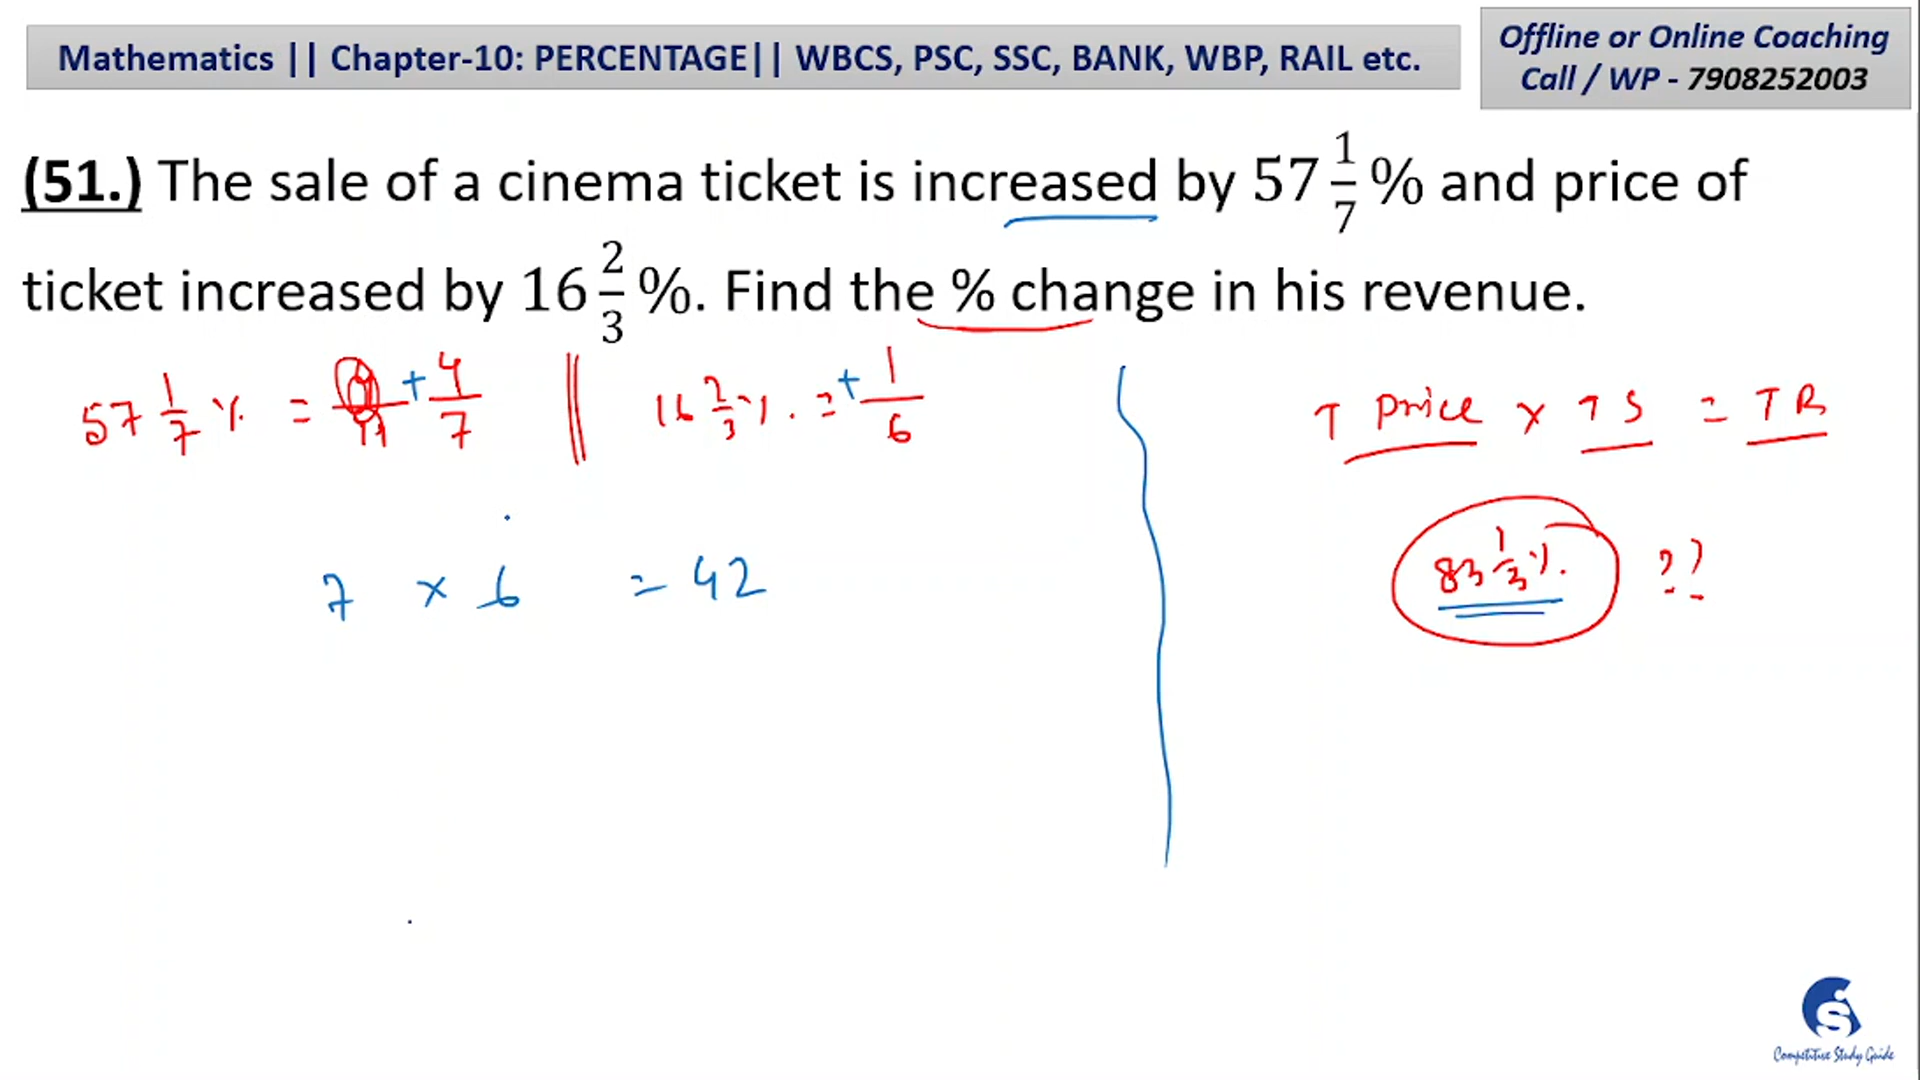 Mathematics || Chapter-10: PERCENTAGE|| WBCS, PSC, SSC, BANK, WBP, RAIL etc.
Offline or Online Coaching
Call / WP - 7908252003
(51.) The sale of a cinema ticket is increased by 57 1/7 % and price of
ticket increased by 16 2/3 %. Find the % change in his revenue.
57 1/7 % = + 4/7 || 16 2/3 % = + 1/6
↑ Price × ↑ S = ↑ R
83 1/3 % ??
7 × 6 = 42
Competitive Study Guide